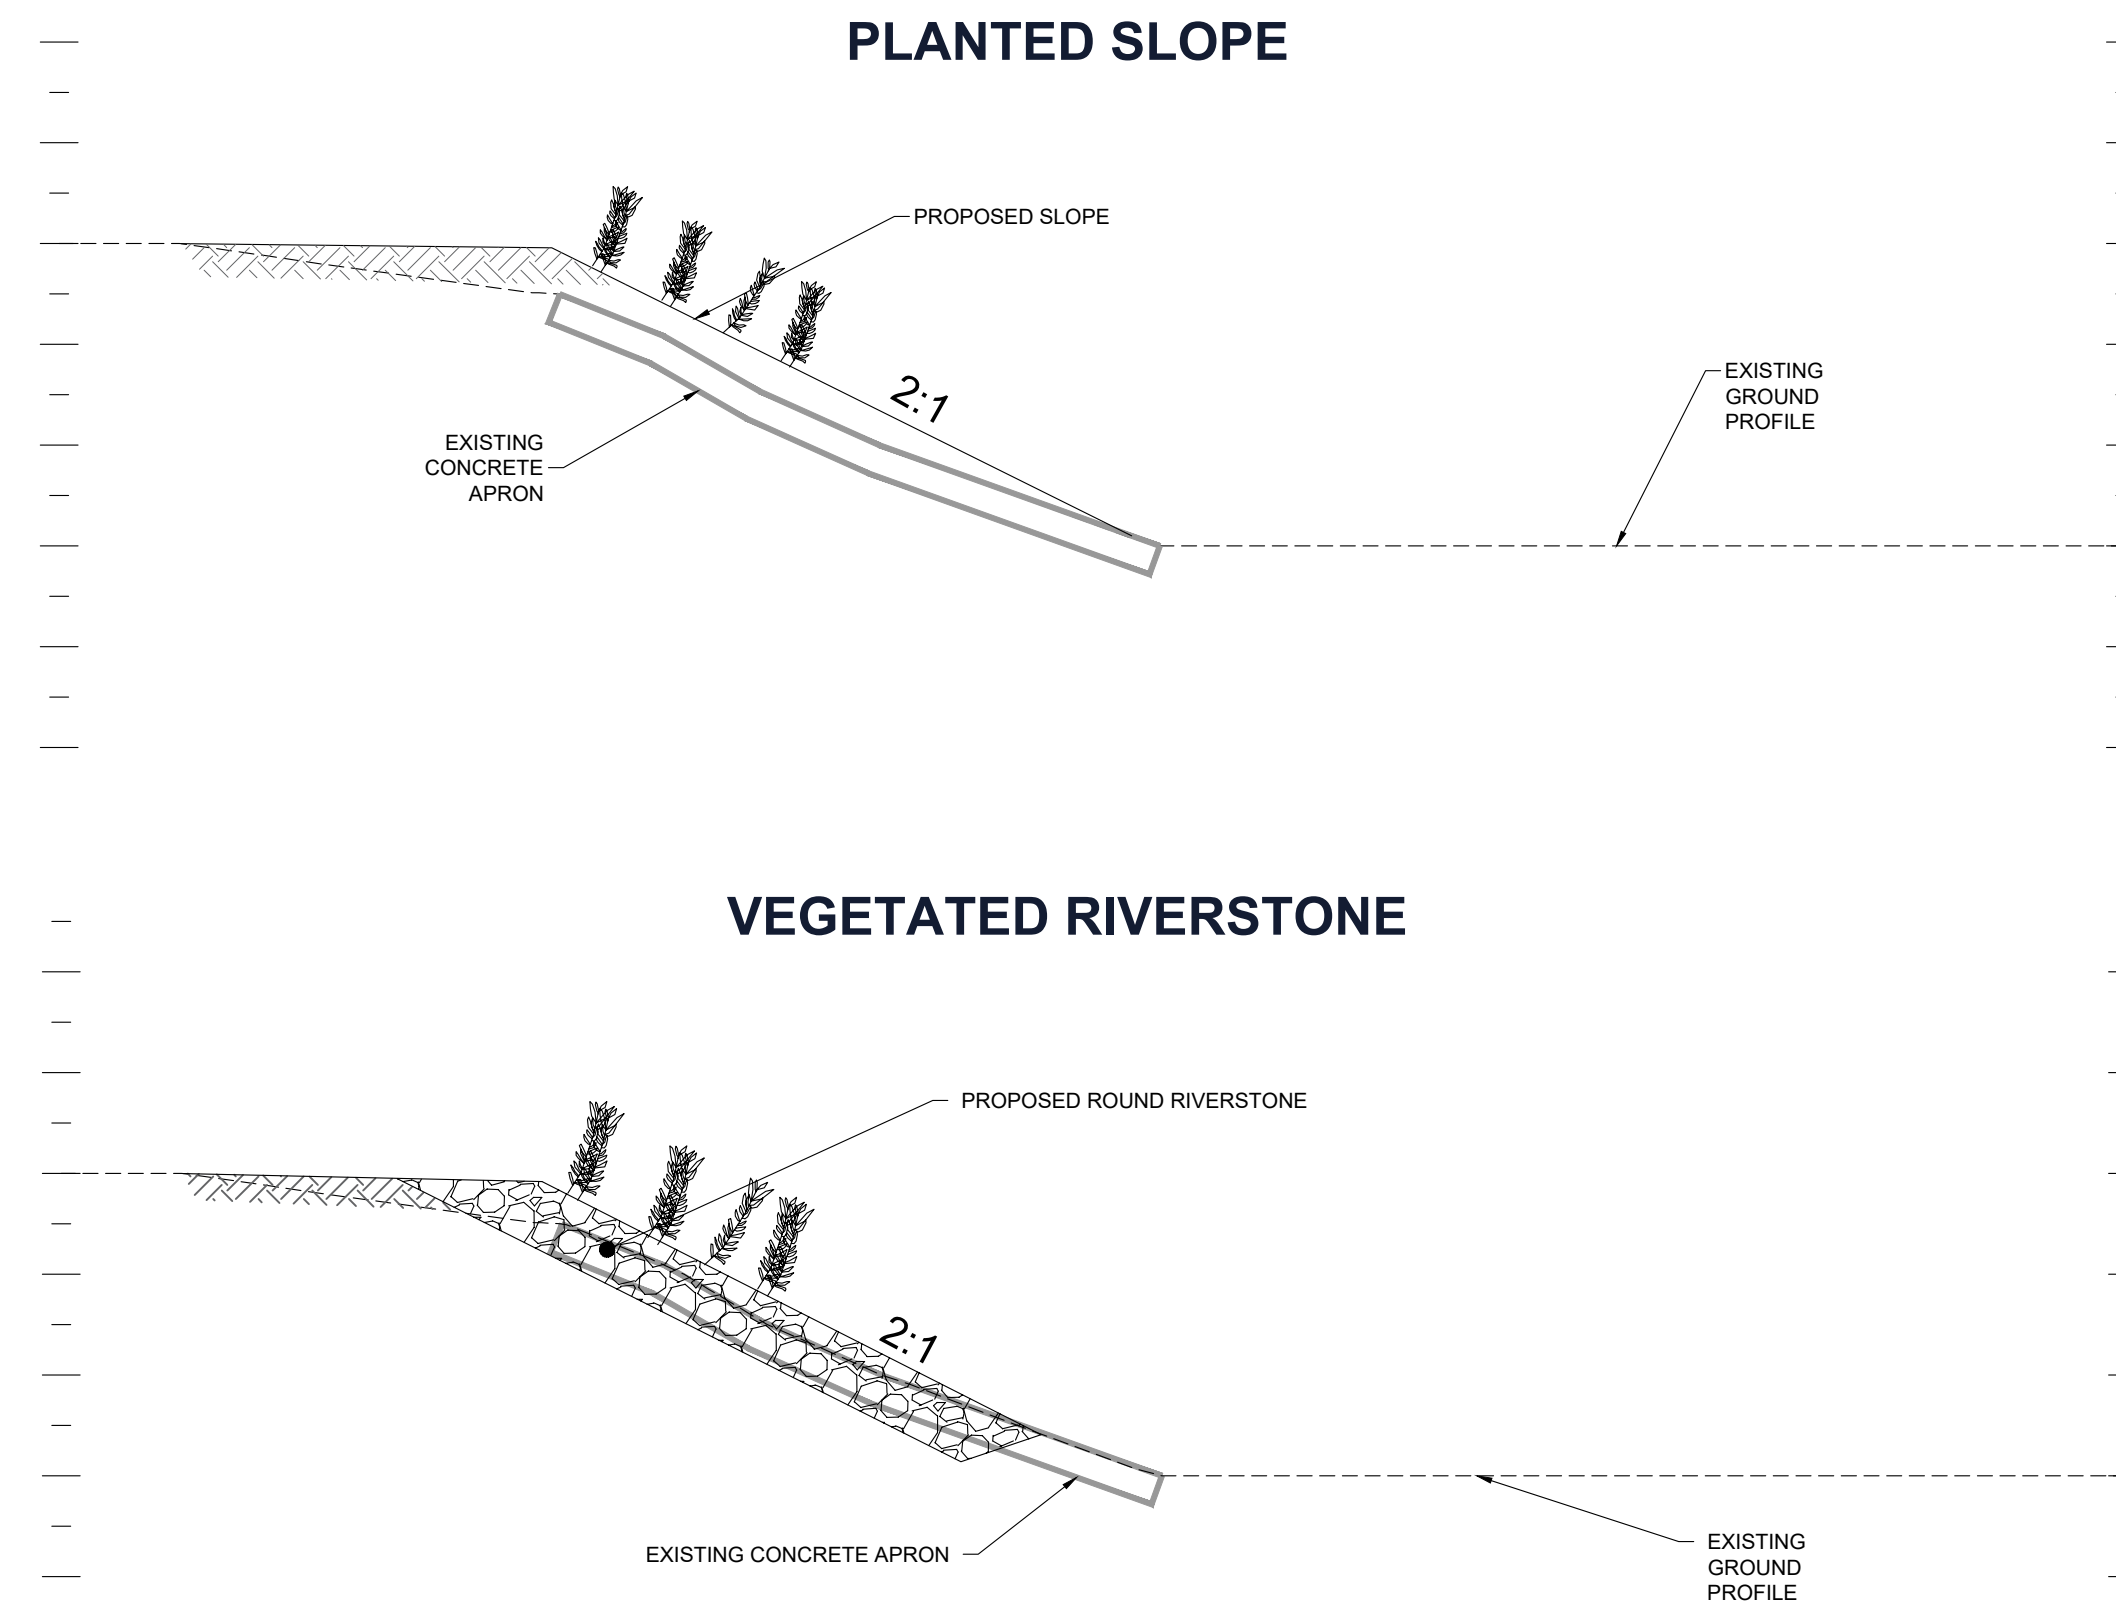 PLANTED SLOPE
PROPOSED SLOPE
2:1
EXISTING
GROUND
PROFILE
EXISTING
CONCRETE
APRON
VEGETATED RIVERSTONE
PROPOSED ROUND RIVERSTONE
2:1
EXISTING CONCRETE APRON
EXISTING
GROUND
PROFILE